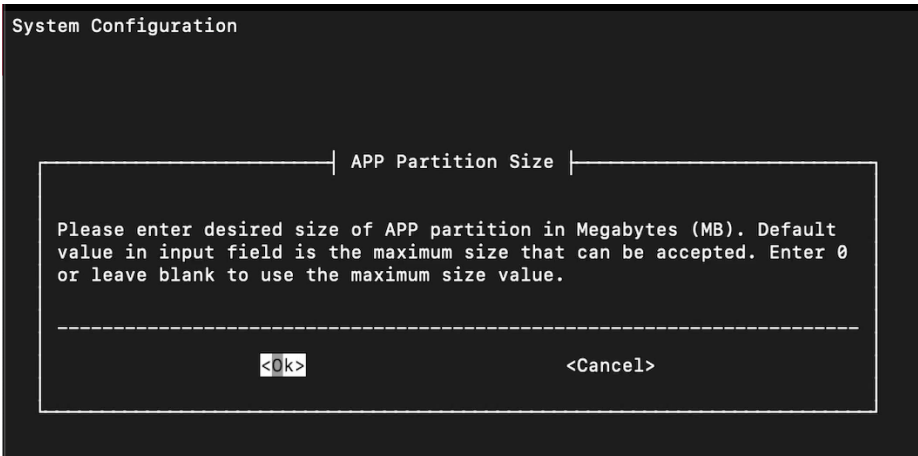 System Configuration
APP Partition Size
Please enter desired size of APP partition in Megabytes (MB). Default
value in input field is the maximum size that can be accepted. Enter 0
or leave blank to use the maximum size value.
<Ok> <Cancel>